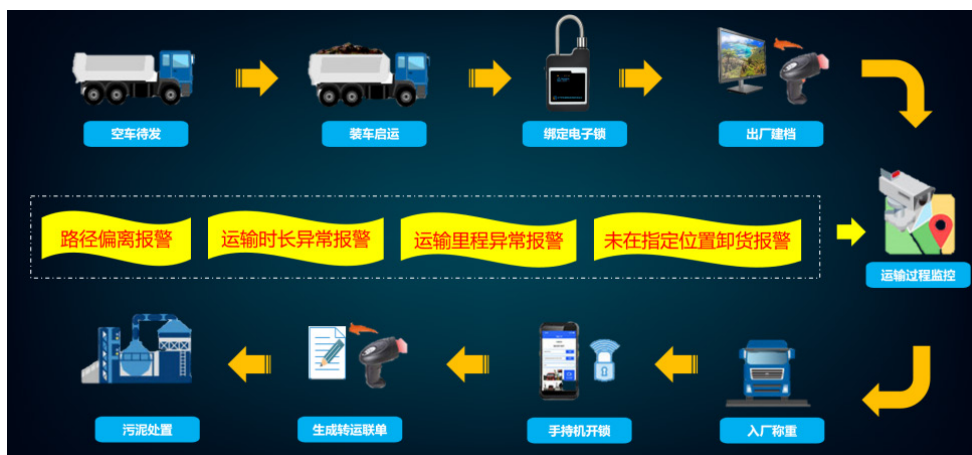 空车待发
装车启运
绑定电子锁
出厂建档
路径偏离报警
运输时长异常报警
运输里程异常报警
未在指定位置卸货报警
运输过程监控
污泥处置
生成转运联单
手持机开锁
入厂称重